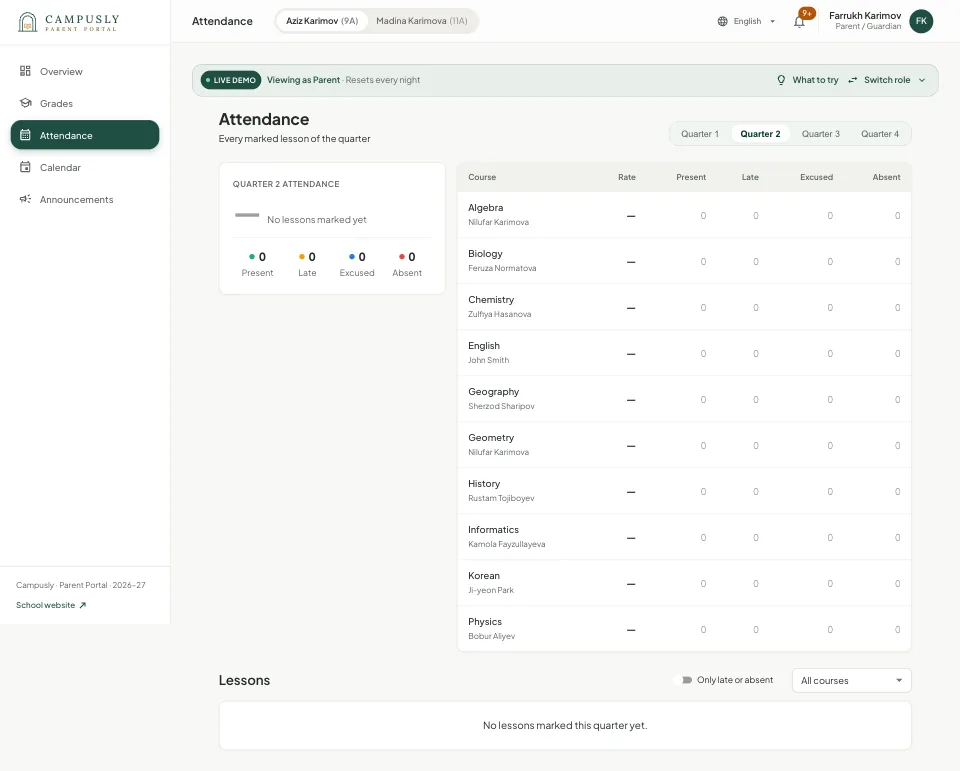 CAMPUSLY
PARENT PORTAL
Attendance
Aziz Karimov (9A)
Madina Karimova (11A)
English
9+
Farrukh Karimov
Parent / Guardian
FK
Overview
Grades
Attendance
Calendar
Announcements
Campusly · Parent Portal · 2026–27
School website
LIVE DEMO
Viewing as Parent · Resets every night
What to try
Switch role
Attendance
Every marked lesson of the quarter
Quarter 1
Quarter 2
Quarter 3
Quarter 4
QUARTER 2 ATTENDANCE
— No lessons marked yet
0 0 0 0
Present Late Excused Absent
Course Rate Present Late Excused Absent
Algebra
Nilufar Karimova
— 0 0 0 0
Biology
Feruza Normatova
— 0 0 0 0
Chemistry
Zulfiya Hasanova
— 0 0 0 0
English
John Smith
— 0 0 0 0
Geography
Sherzod Sharipov
— 0 0 0 0
Geometry
Nilufar Karimova
— 0 0 0 0
History
Rustam Tojiboyev
— 0 0 0 0
Informatics
Kamola Fayzullayeva
— 0 0 0 0
Korean
Ji-yeon Park
— 0 0 0 0
Physics
Bobur Aliyev
— 0 0 0 0
Lessons
Only late or absent
All courses
No lessons marked this quarter yet.